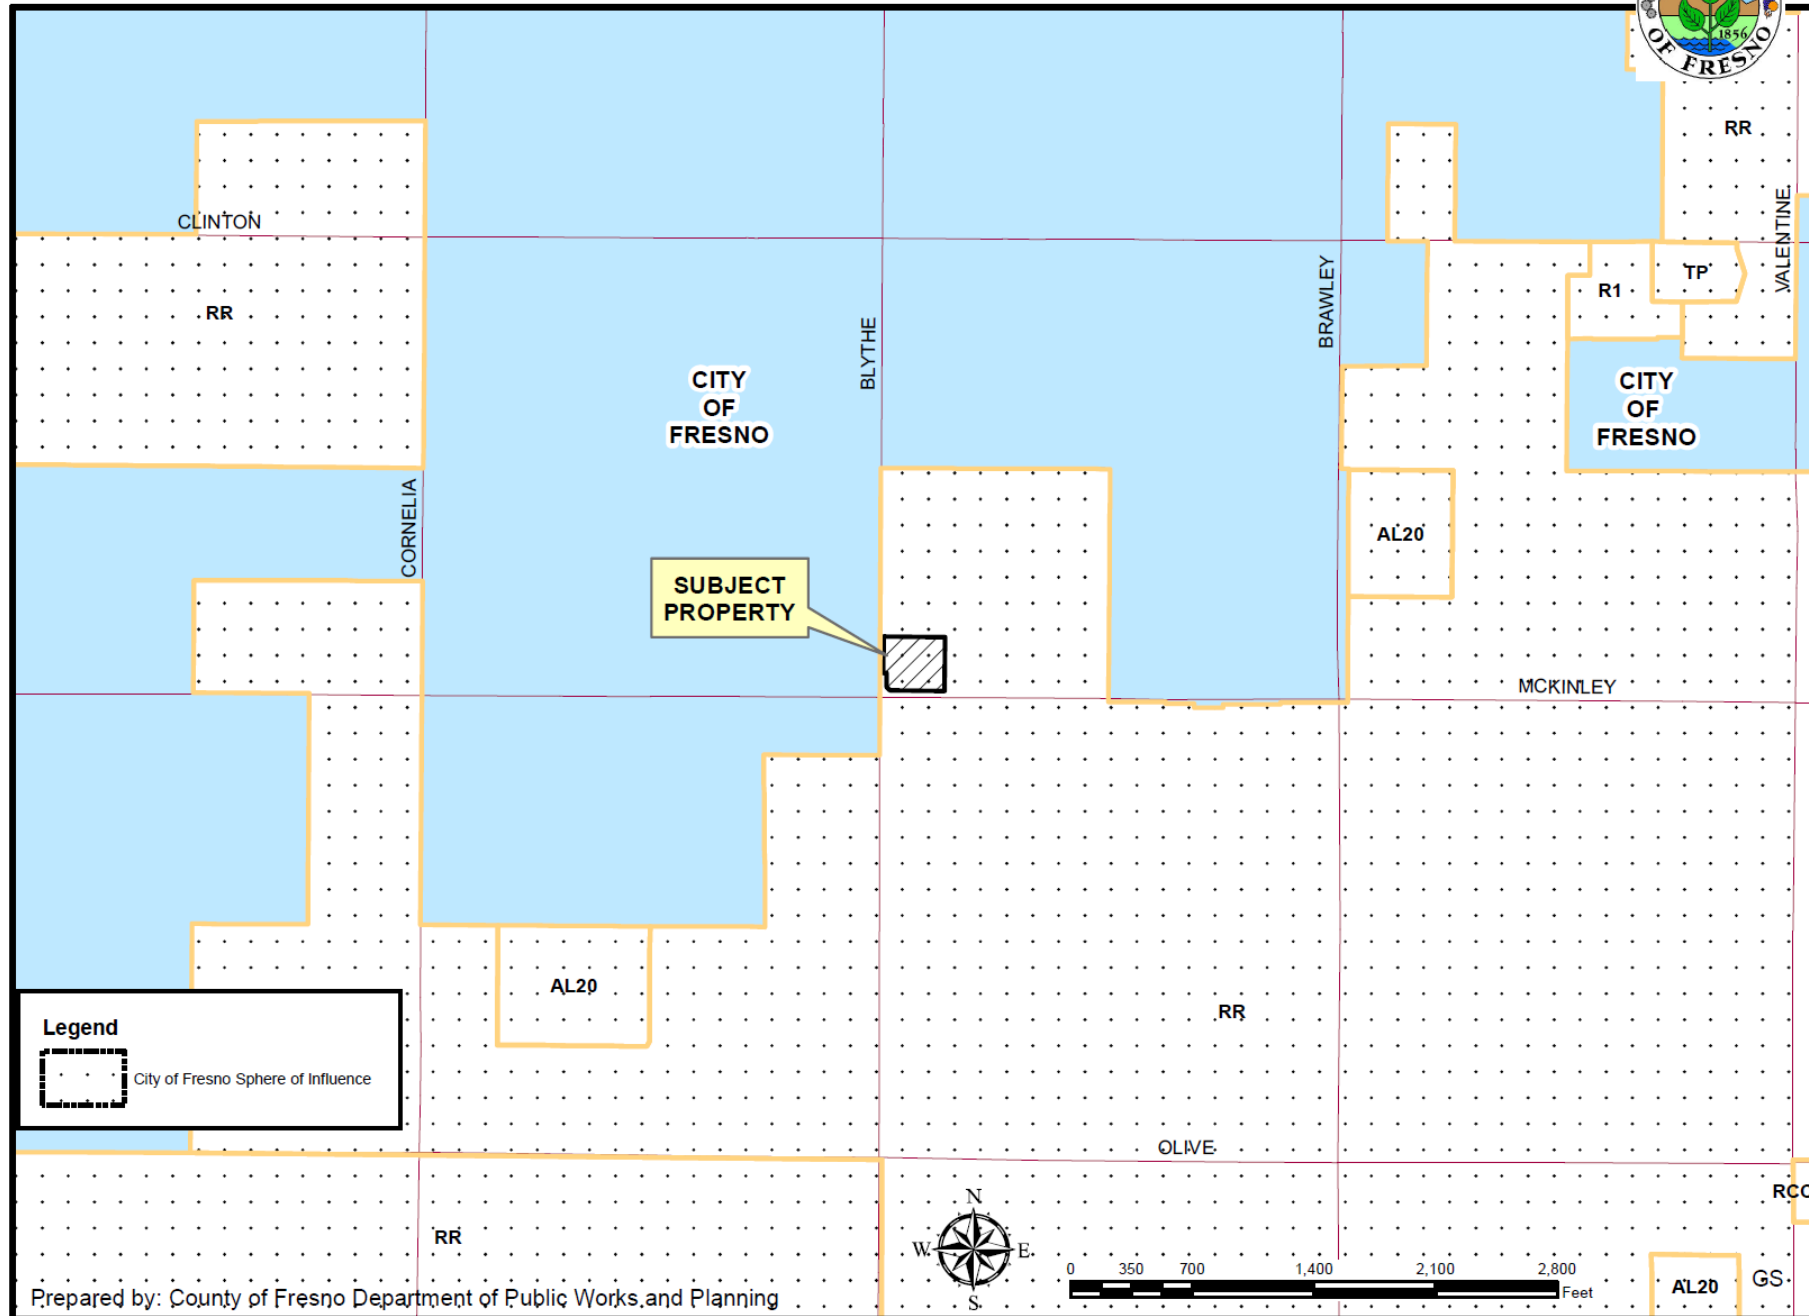 1856
OF FRESNO
RR
CLINTON
VALENTINE
BRAWLEY
TP
R1
RR
BLYTHE
CITY
OF
FRESNO
CITY
OF
FRESNO
CORNELIA
AL20
SUBJECT
PROPERTY
MCKINLEY
AL20
RR
Legend
City of Fresno Sphere of Influence
OLIVE
RR
N
W E
S
0 350 700 1,400 2,100 2,800
Feet
AL20
GS
Prepared by: County of Fresno Department of Public Works and Planning